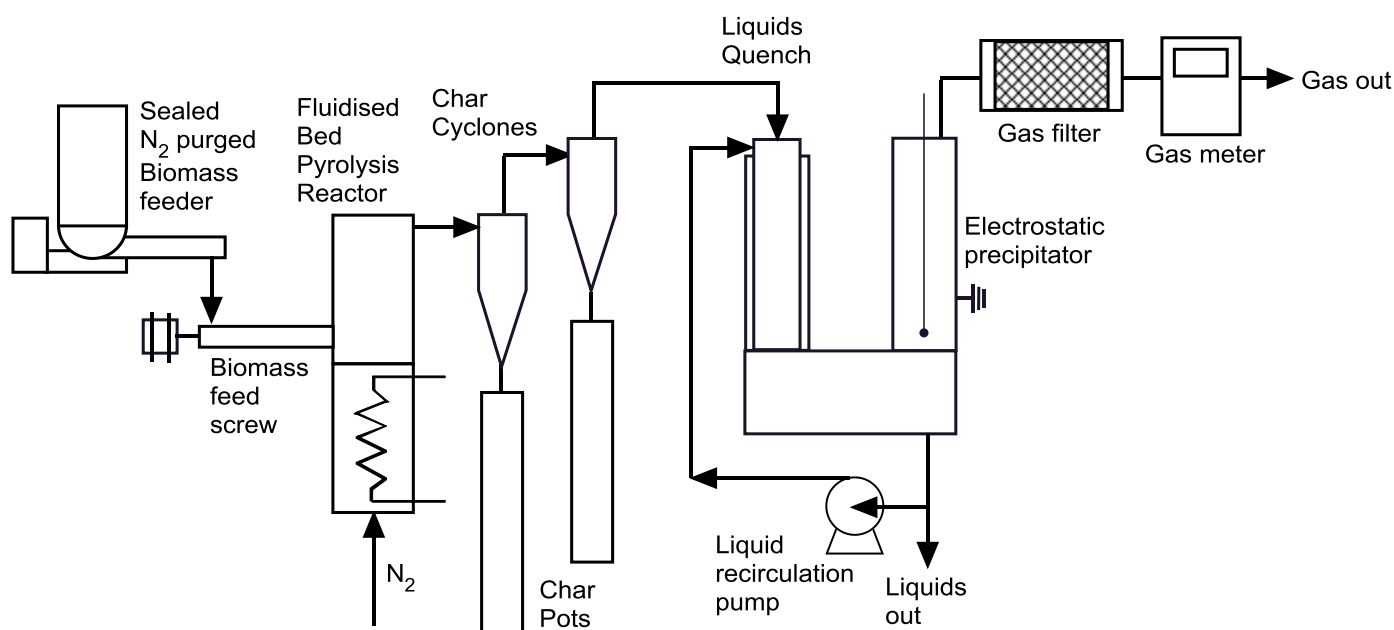 Liquids
Quench
Sealed
N2 purged
Biomass
feeder
Fluidised
Bed
Pyrolysis
Reactor
Char
Cyclones
Gas out
Gas filter
Gas meter
Electrostatic
precipitator
Biomass
feed
screw
N2
Char
Pots
Liquid
recirculation
pump
Liquids
out